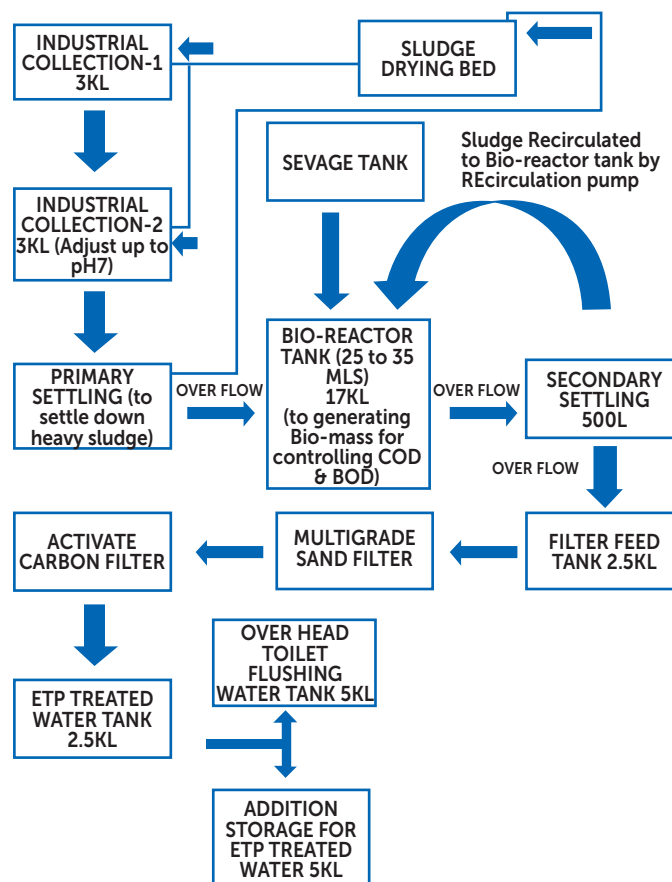 INDUSTRIAL
COLLECTION-1
3KL
SLUDGE
DRYING BED
SEVAGE TANK
Sludge Recirculated
to Bio-reactor tank by
REcirculation pump
INDUSTRIAL
COLLECTION-2
3KL (Adjust up to
pH7)
PRIMARY
SETTLING (to
settle down
heavy sludge)
OVER FLOW
BIO-REACTOR
TANK (25 to 35
MLS)
17KL
(to generating
Bio-mass for
controlling COD
& BOD)
OVER FLOW
SECONDARY
SETTLING
500L
OVER FLOW
ACTIVATE
CARBON FILTER
MULTIGRADE
SAND FILTER
FILTER FEED
TANK 2.5KL
ETP TREATED
WATER TANK
2.5KL
OVER HEAD
TOILET
FLUSHING
WATER TANK 5KL
ADDITION
STORAGE FOR
ETP TREATED
WATER 5KL